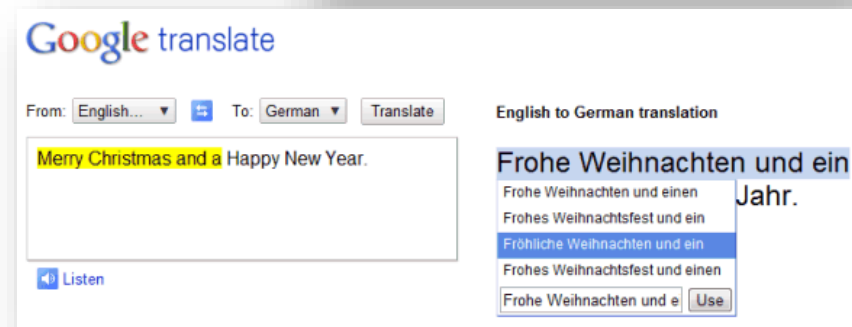 Google translate
From: English... To: German Translate
Merry Christmas and a Happy New Year.
Listen
English to German translation
Frohe Weihnachten und ein
Jahr.
Frohe Weihnachten und einen
Frohes Weihnachtsfest und ein
Fröhliche Weihnachten und ein
Frohes Weihnachtsfest und einen
Frohe Weihnachten und e Use